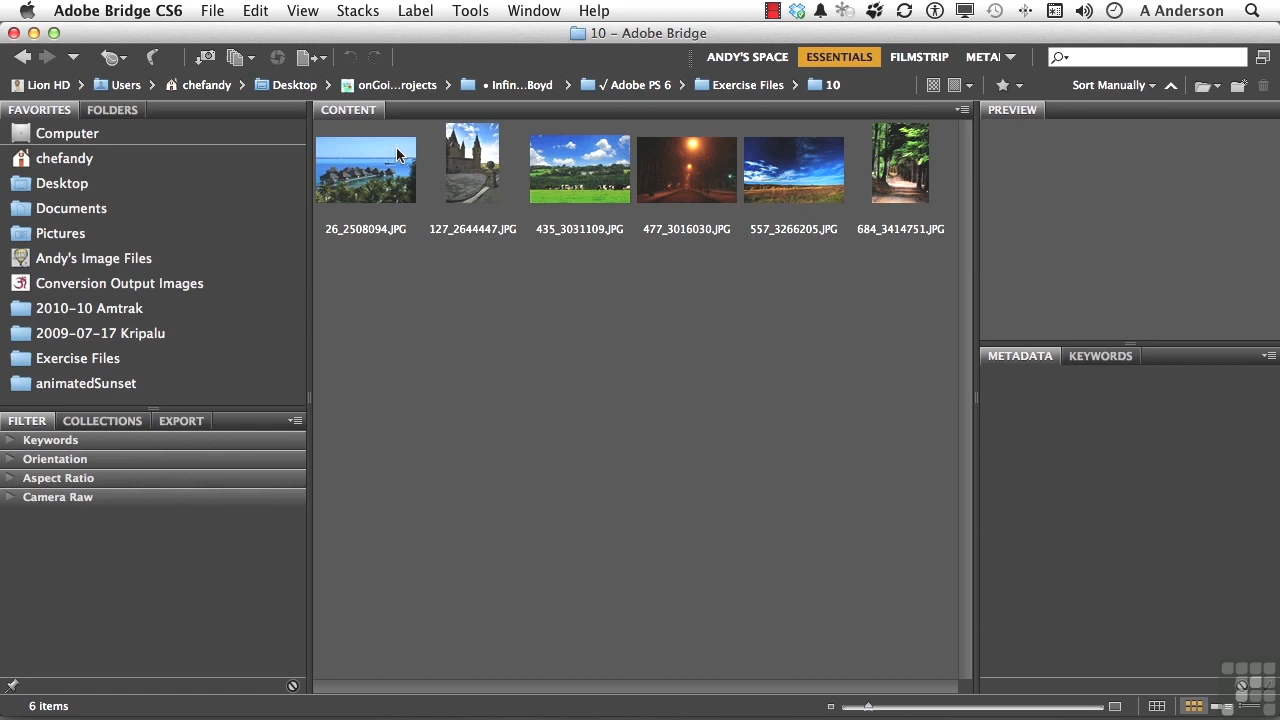 Adobe Bridge CS6 File Edit View Stacks Label Tools Window Help A Anderson
10 – Adobe Bridge
ANDY'S SPACE ESSENTIALS FILMSTRIP META
Lion HD Users chefandy Desktop onGoi...rojects • Infin...Boyd √ Adobe PS 6 Exercise Files 10 Sort Manually
FAVORITES FOLDERS CONTENT PREVIEW
Computer
chefandy
Desktop
Documents
Pictures
Andy's Image Files
Conversion Output Images
2010-10 Amtrak
2009-07-17 Kripalu
Exercise Files
animatedSunset
26_2508094.JPG 127_2644447.JPG 435_3031109.JPG 477_3016030.JPG 557_3266205.JPG 684_3414751.JPG
METADATA KEYWORDS
FILTER COLLECTIONS EXPORT
Keywords
Orientation
Aspect Ratio
Camera Raw
6 items